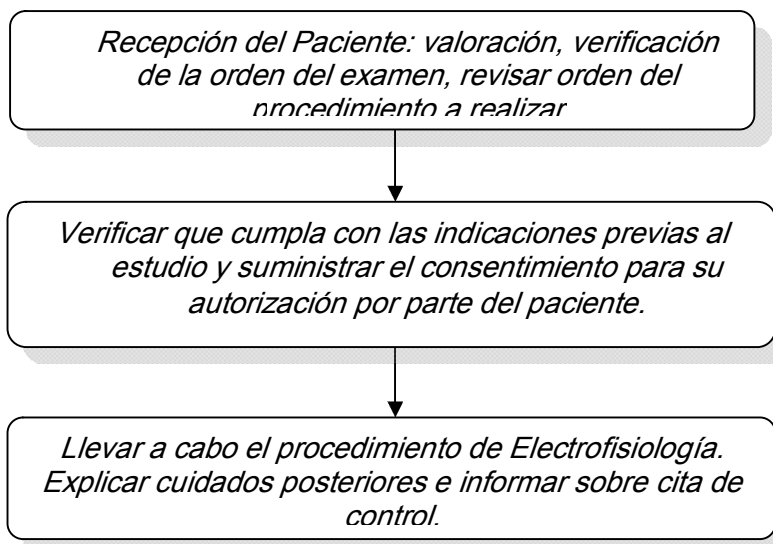 Recepción del Paciente: valoración, verificación
de la orden del examen, revisar orden del
procedimiento a realizar
Verificar que cumpla con las indicaciones previas al
estudio y suministrar el consentimiento para su
autorización por parte del paciente.
Llevar a cabo el procedimiento de Electrofisiología.
Explicar cuidados posteriores e informar sobre cita de
control.